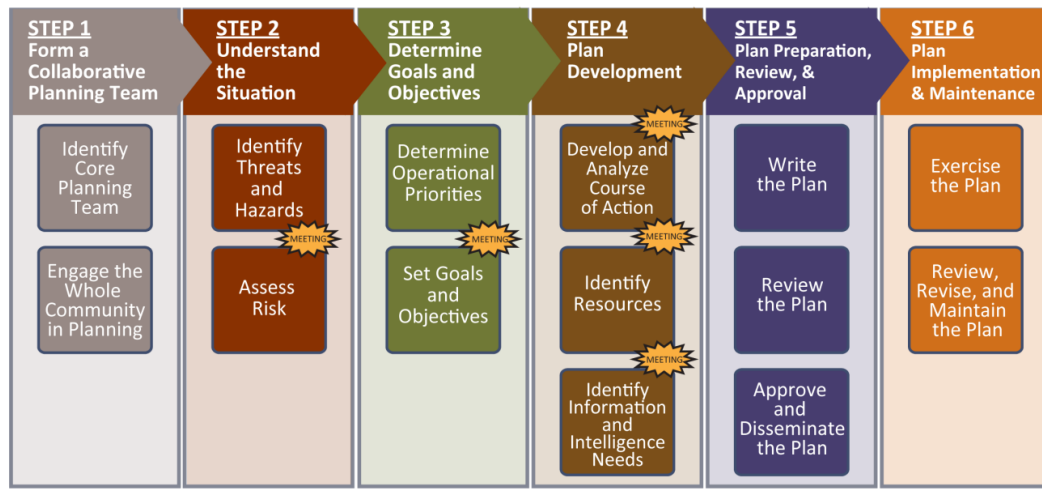 STEP 1
Form a
Collaborative
Planning Team
Identify
Core
Planning
Team
Engage the
Whole
Community
in Planning
STEP 2
Understand
the
Situation
Identify
Threats
and
Hazards
MEETING
Assess
Risk
STEP 3
Determine
Goals and
Objectives
Determine
Operational
Priorities
MEETING
Set Goals
and
Objectives
STEP 4
Plan
Development
MEETING
Develop and
Analyze
Course
of Action
MEETING
Identify
Resources
MEETING
Identify
Information
and
Intelligence
Needs
STEP 5
Plan Preparation,
Review, &
Approval
Write
the Plan
Review
the Plan
Approve
and
Disseminate
the Plan
STEP 6
Plan
Implementation
& Maintenance
Exercise
the Plan
Review,
Revise, and
Maintain
the Plan